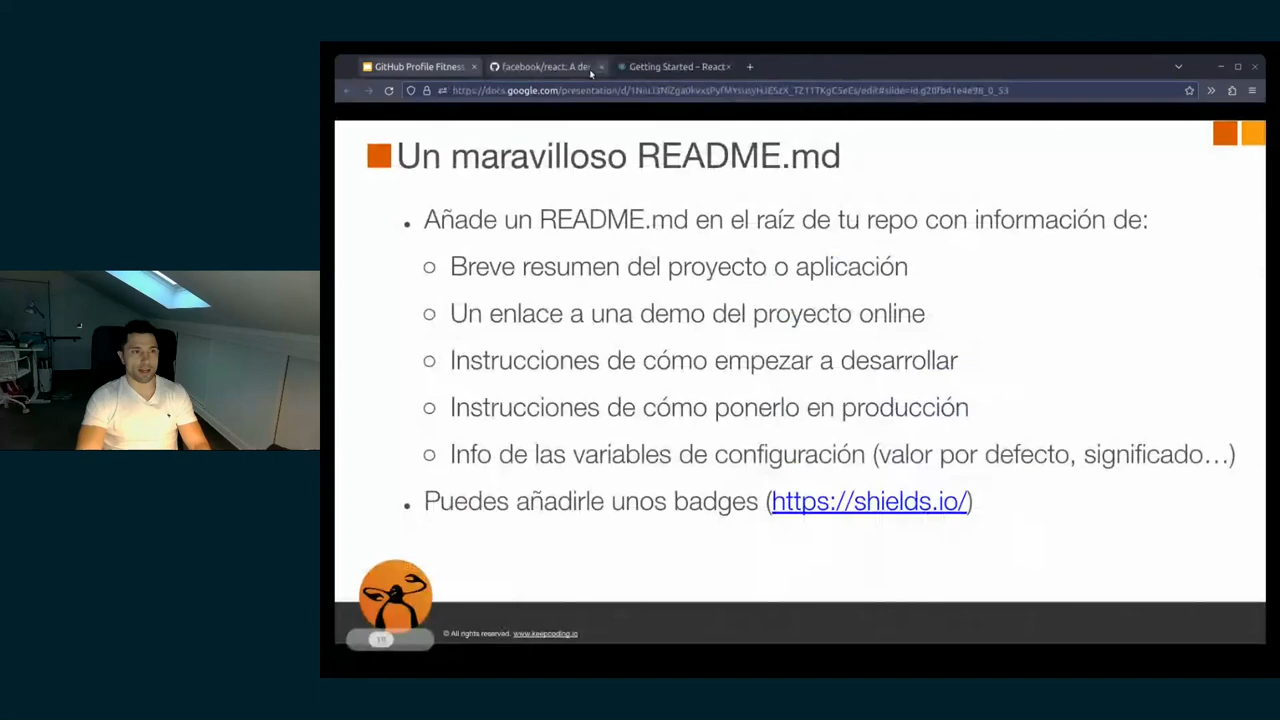 GitHub Profile Fitness
facebook/react: A de
Getting Started – React
Un maravilloso README.md
Añade un README.md en el raíz de tu repo con información de:
Breve resumen del proyecto o aplicación
Un enlace a una demo del proyecto online
Instrucciones de cómo empezar a desarrollar
Instrucciones de cómo ponerlo en producción
Info de las variables de configuración (valor por defecto, significado…)
Puedes añadirle unos badges (https://shields.io/)
© All rights reserved. www.keepcoding.io